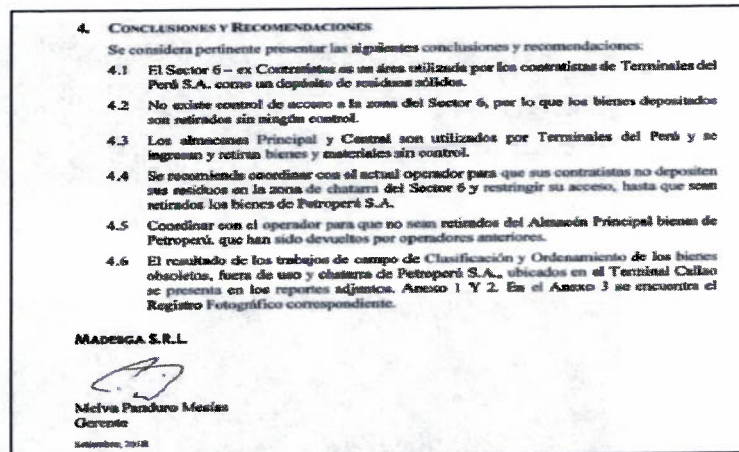 4. CONCLUSIONES Y RECOMENDACIONES
Se considera pertinente presentar las siguientes conclusiones y recomendaciones:
4.1 El Sector 6 – ex Contratistas es un área utilizada por los contratistas de Terminales del
Perú S.A. como un depósito de residuos sólidos.
4.2 No existe control de acceso a la zona del Sector 6, por lo que los bienes depositados
son retirados sin ningún control.
4.3 Los almacenes Principal y Central son utilizados por Terminales del Perú y se
ingresan y retiran bienes y materiales sin control.
4.4 Se recomienda coordinar con el actual operador para que sus contratistas no depositen
sus residuos en la zona de chatarra del Sector 6 y restringir su acceso, hasta que sean
retirados los bienes de Petroperú S.A.
4.5 Coordinar con el operador para que no sean retirados del Almacén Principal bienes de
Petroperú, que han sido devueltos por operadores anteriores.
4.6 El resultado de los trabajos de campo de Clasificación y Ordenamiento de los bienes
obsoletos, fuera de uso y chatarra de Petroperú S.A., ubicados en el Terminal Callao
se presenta en los reportes adjuntos. Anexo 1 Y 2. En el Anexo 3 se encuentra el
Registro Fotográfico correspondiente.
MADESGA S.R.L.
Melva Panduro Mesías
Gerente